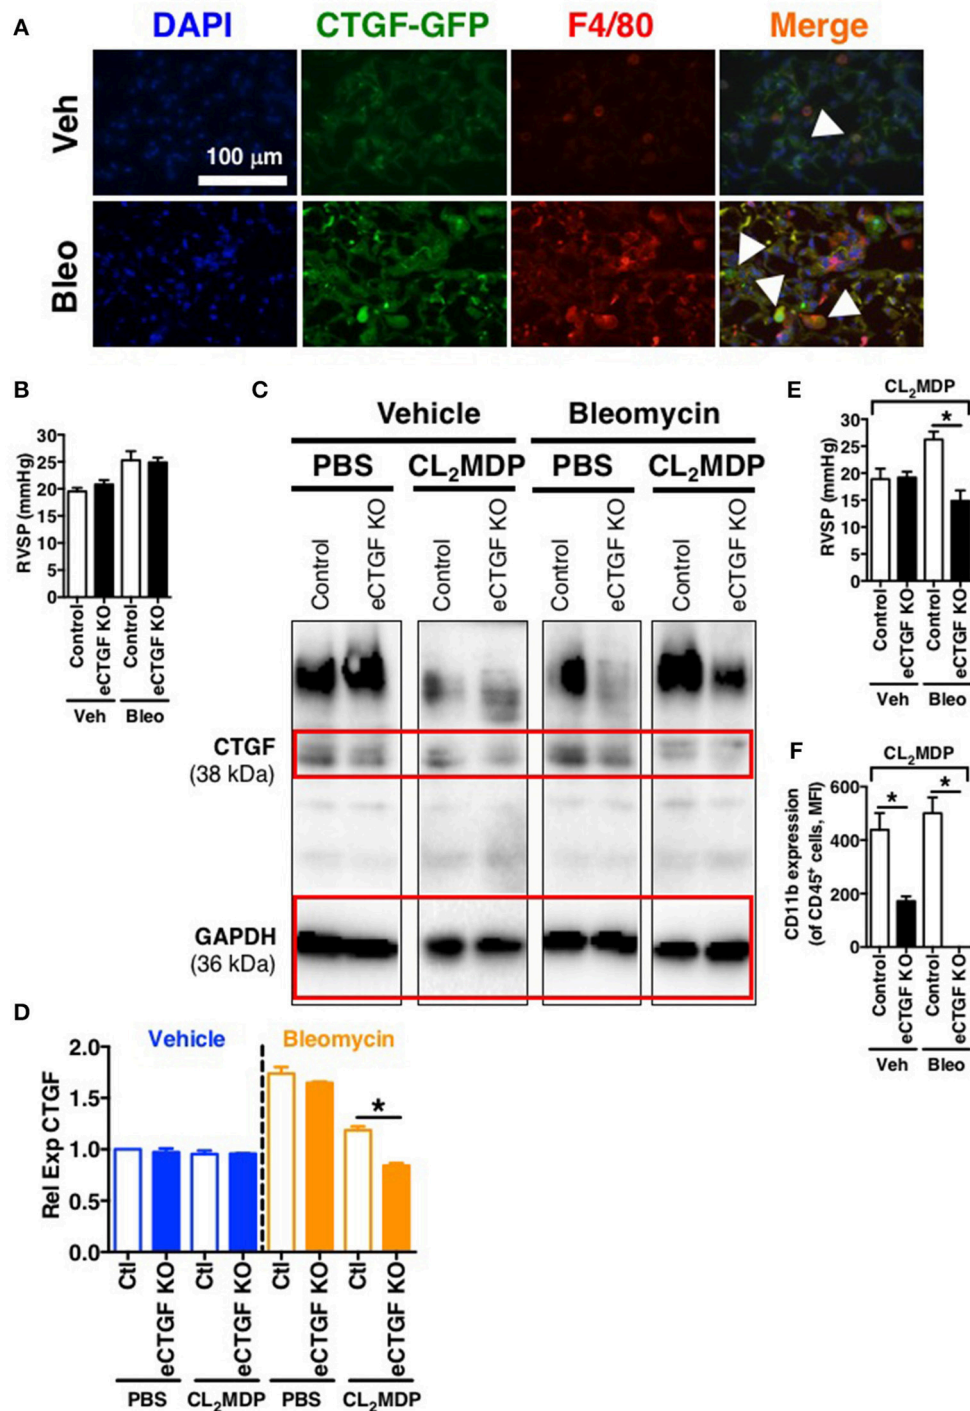 A
DAPI CTGF-GFP F4/80 Merge
Veh
100 μm
Bleo
B
RVSP (mmHg)
30
25
20
15
10
5
0
Control
eCTGF KO
Control
eCTGF KO
Veh Bleo
C
Vehicle Bleomycin
PBS CL₂MDP PBS CL₂MDP
Control
eCTGF KO
Control
eCTGF KO
Control
eCTGF KO
Control
eCTGF KO
CTGF
(38 kDa)
GAPDH
(36 kDa)
D
Vehicle Bleomycin
Rel Exp CTGF
2.0
1.5
1.0
0.5
0.0
*
Ctl
eCTGF KO
Ctl
eCTGF KO
Ctl
eCTGF KO
Ctl
eCTGF KO
PBS CL₂MDP PBS CL₂MDP
E
CL₂MDP
*
RVSP (mmHg)
30
25
20
15
10
5
0
Control
eCTGF KO
Control
eCTGF KO
Veh Bleo
F
CL₂MDP
* *
CD11b expression
(of CD45⁺ cells, MFI)
600
400
200
0
Control
eCTGF KO
Control
eCTGF KO
Veh Bleo